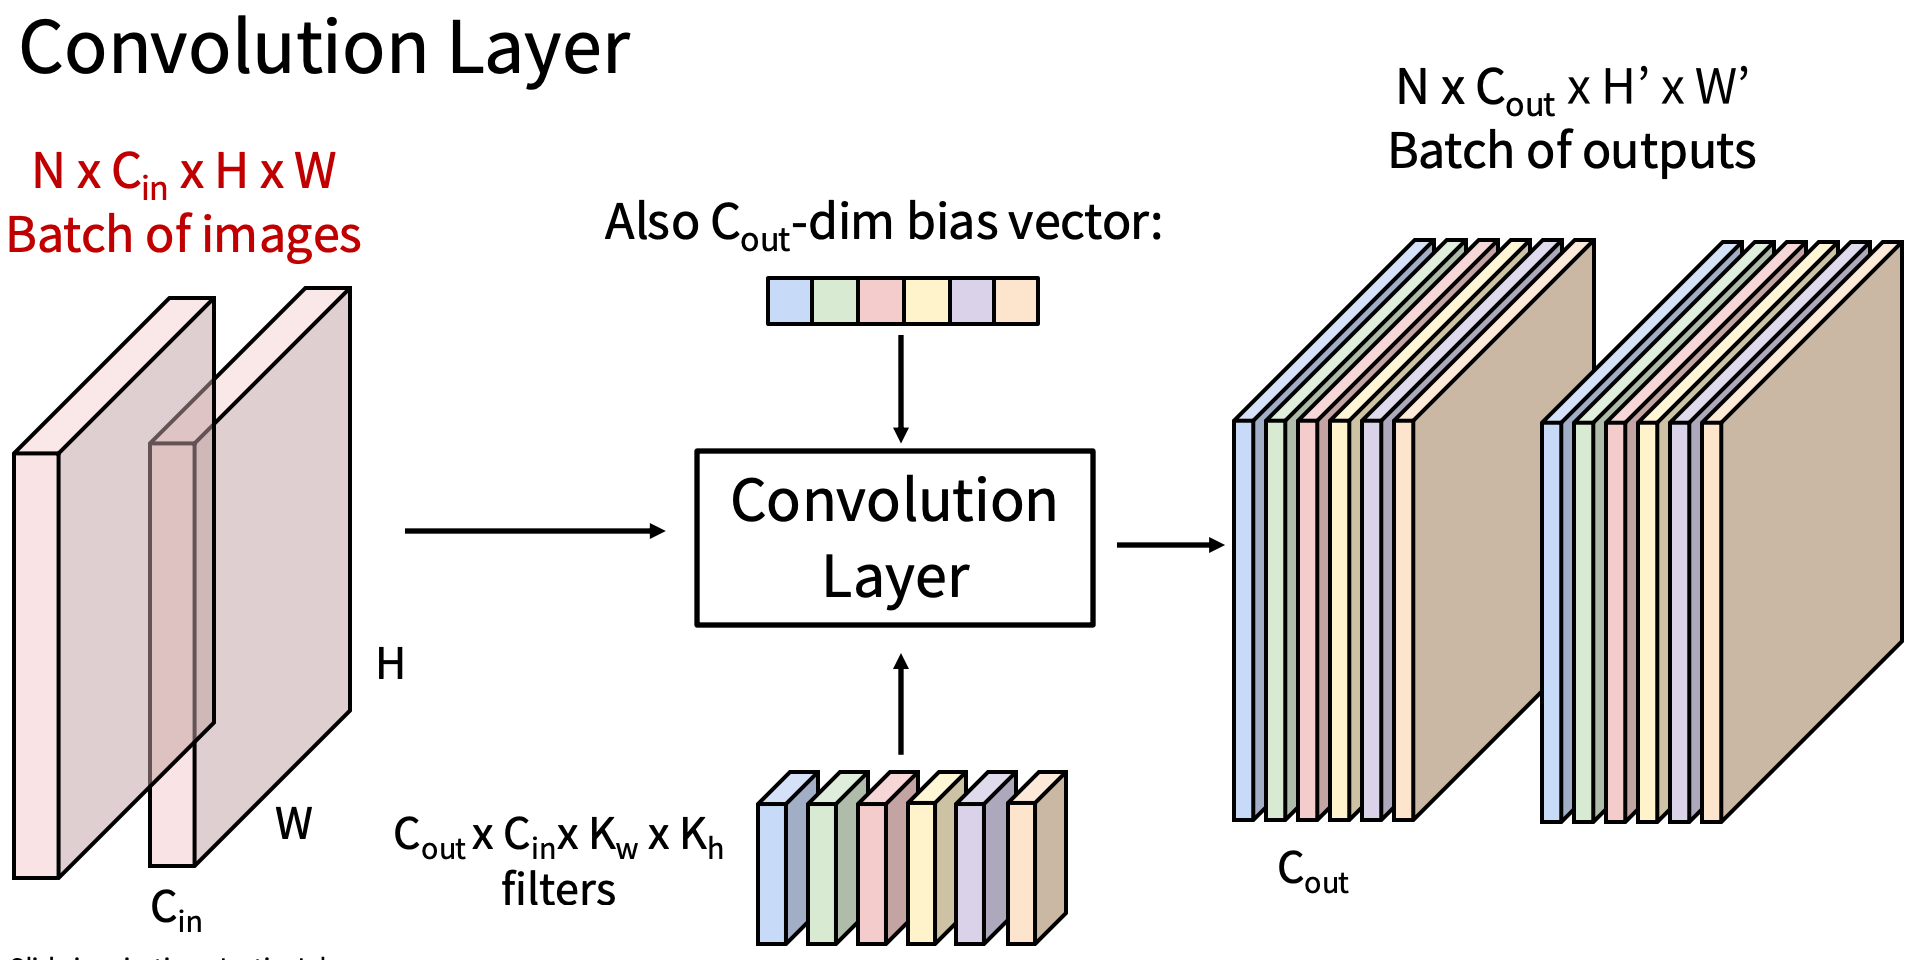 Convolution Layer
N x Cin x H x W
Batch of images
Also Cout-dim bias vector:
N x Cout x H’ x W’
Batch of outputs
Convolution
Layer
H
W
Cin
Cout x Cin x Kw x Kh
filters
Cout